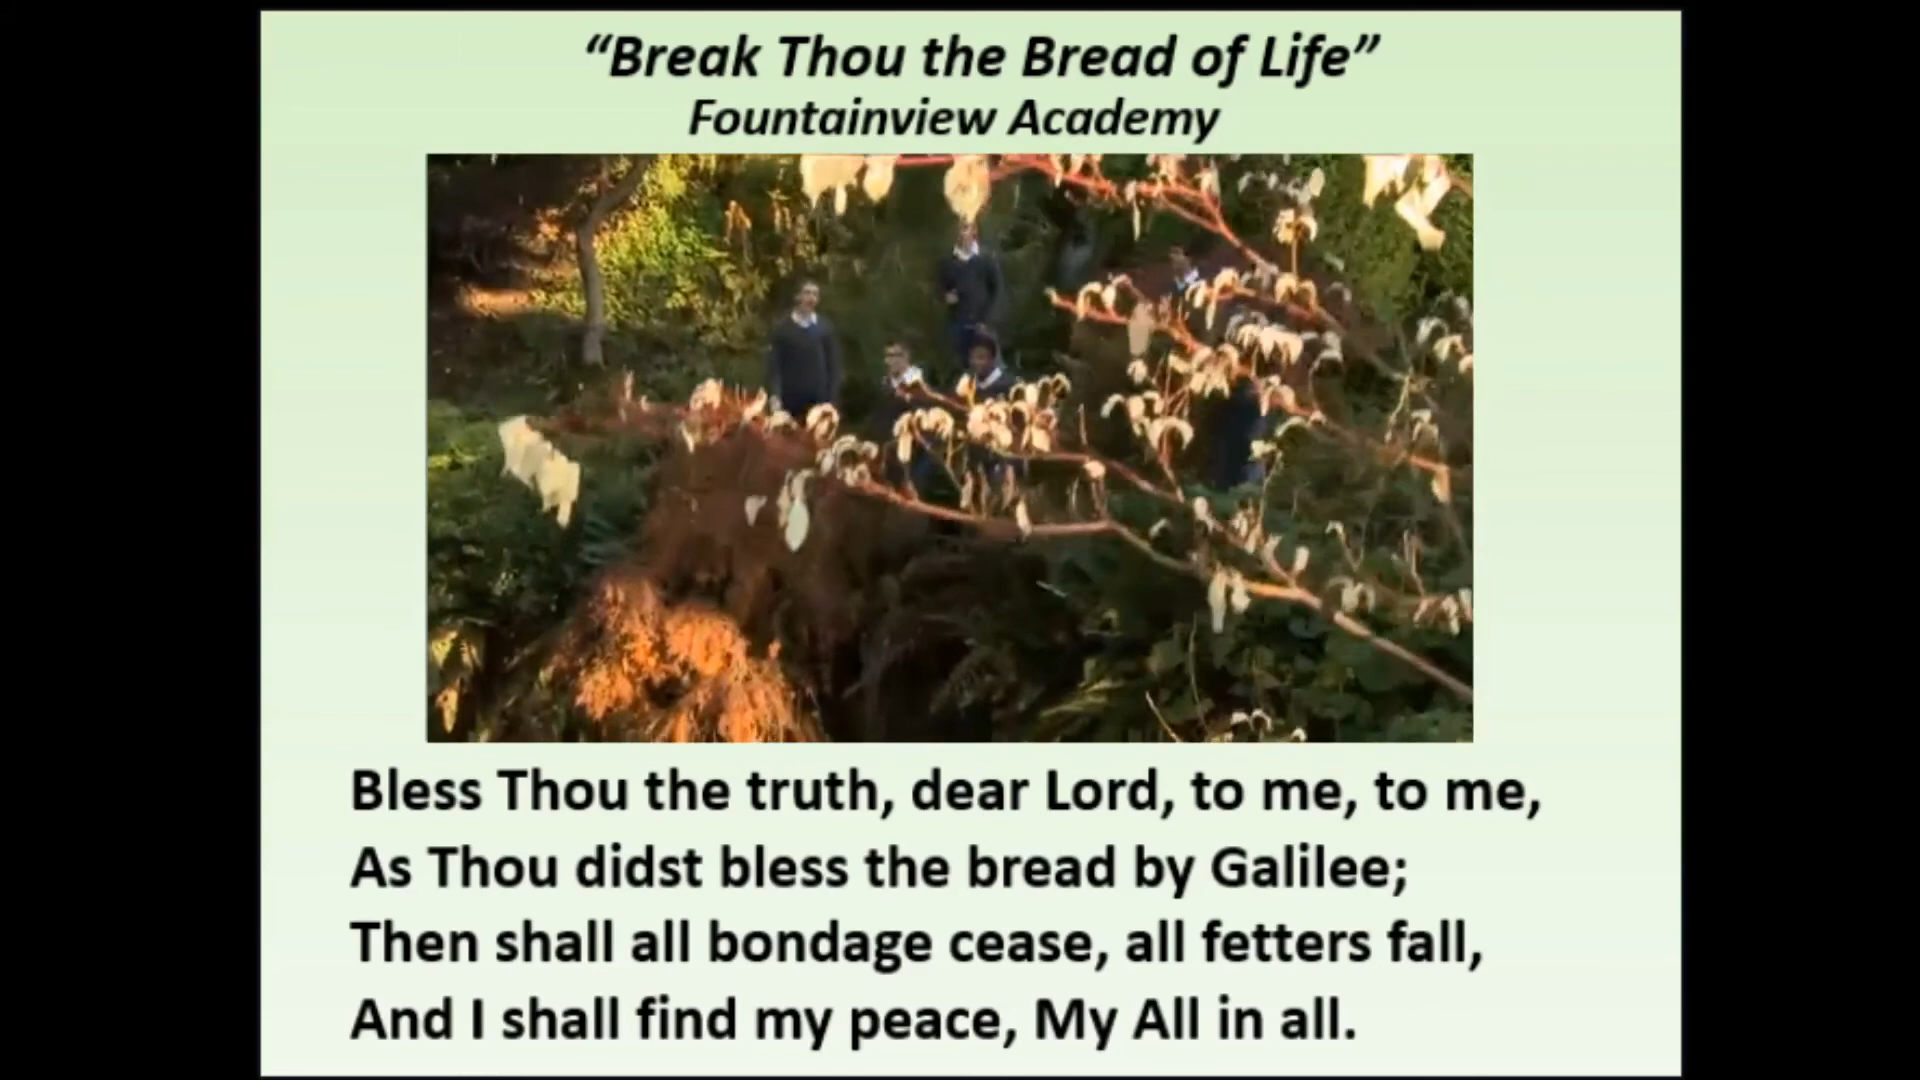 “Break Thou the Bread of Life”
Fountainview Academy
Bless Thou the truth, dear Lord, to me, to me,
As Thou didst bless the bread by Galilee;
Then shall all bondage cease, all fetters fall,
And I shall find my peace, My All in all.